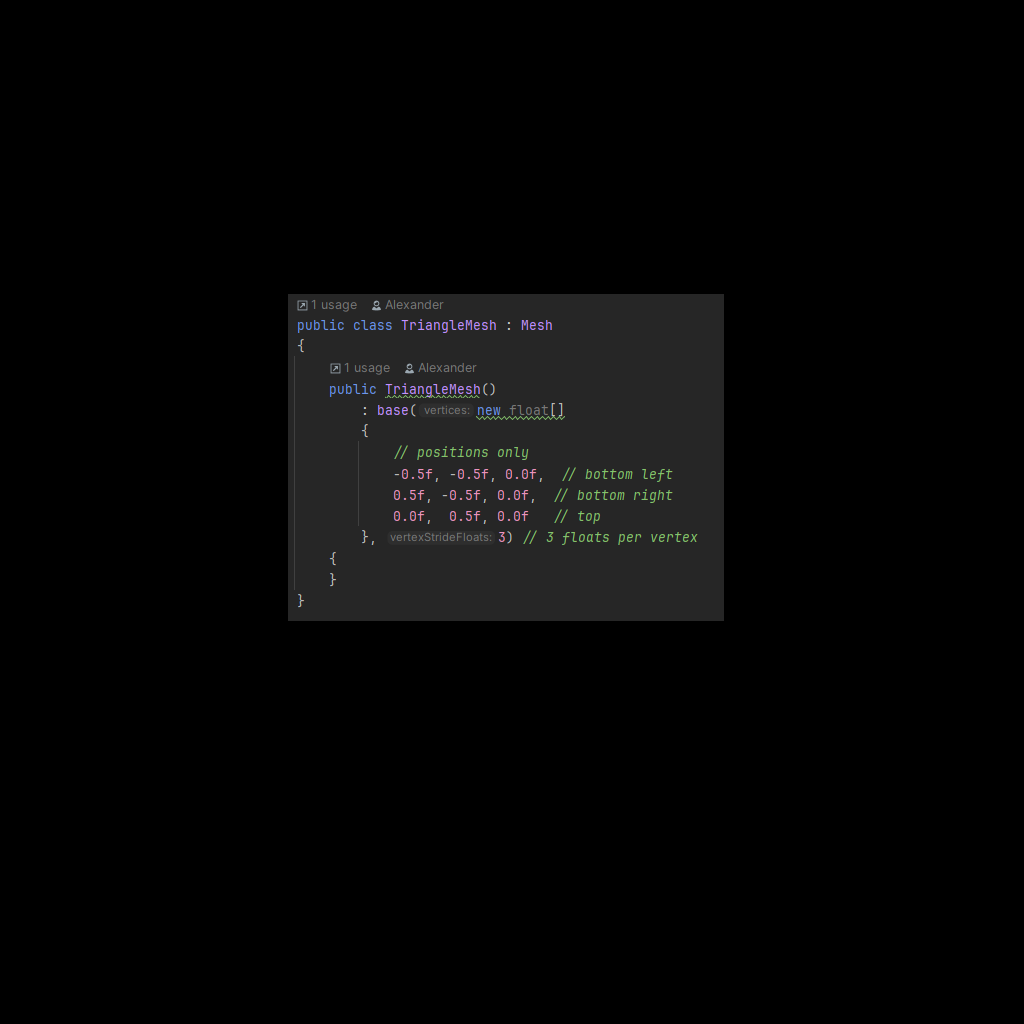 1 usage Alexander
public class TriangleMesh : Mesh
{
1 usage Alexander
public TriangleMesh()
: base( vertices: new float[]
{
// positions only
-0.5f, -0.5f, 0.0f, // bottom left
0.5f, -0.5f, 0.0f, // bottom right
0.0f, 0.5f, 0.0f // top
}, vertexStrideFloats: 3) // 3 floats per vertex
{
}
}